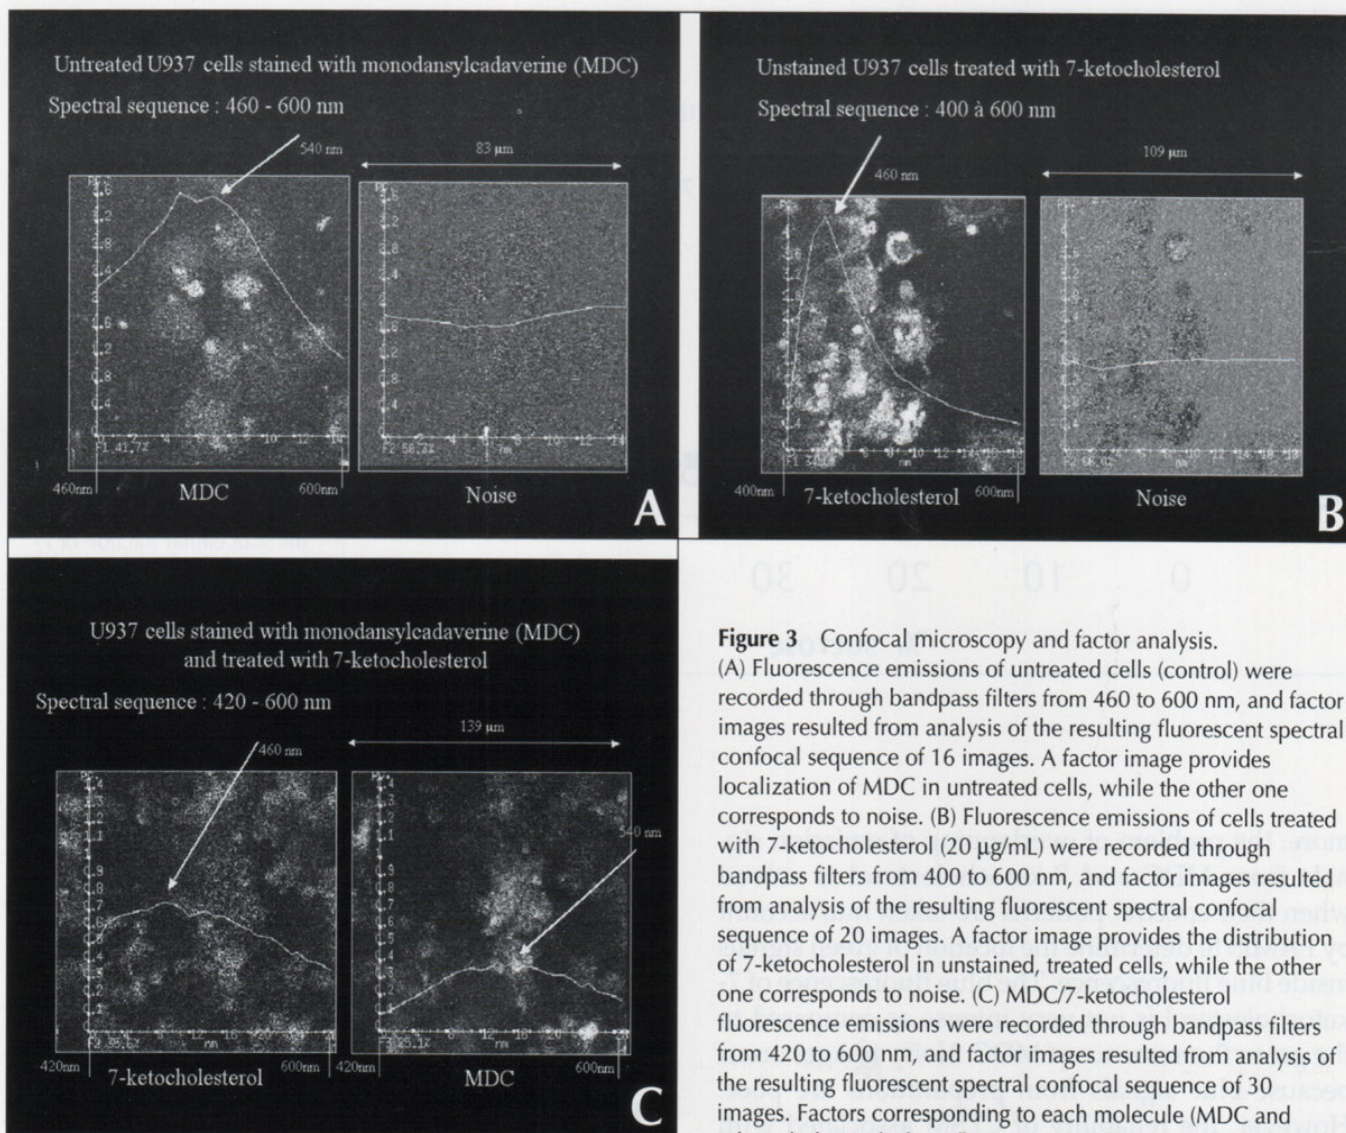 Untreated U937 cells stained with monodansylcadaverine (MDC)
Spectral sequence : 460 - 600 nm
540 nm
83 µm
460nm
MDC
600nm
Noise
A
Unstained U937 cells treated with 7-ketocholesterol
Spectral sequence : 400 à 600 nm
460 nm
109 µm
400nm
7-ketocholesterol
600nm
Noise
B
U937 cells stained with monodansylcadaverine (MDC)
and treated with 7-ketocholesterol
Spectral sequence : 420 - 600 nm
460 nm
139 µm
540 nm
420nm
7-ketocholesterol
600nm
420nm
MDC
600nm
C
Figure 3 Confocal microscopy and factor analysis.
(A) Fluorescence emissions of untreated cells (control) were
recorded through bandpass filters from 460 to 600 nm, and factor
images resulted from analysis of the resulting fluorescent spectral
confocal sequence of 16 images. A factor image provides
localization of MDC in untreated cells, while the other one
corresponds to noise. (B) Fluorescence emissions of cells treated
with 7-ketocholesterol (20 µg/mL) were recorded through
bandpass filters from 400 to 600 nm, and factor images resulted
from analysis of the resulting fluorescent spectral confocal
sequence of 20 images. A factor image provides the distribution
of 7-ketocholesterol in unstained, treated cells, while the other
one corresponds to noise. (C) MDC/7-ketocholesterol
fluorescence emissions were recorded through bandpass filters
from 420 to 600 nm, and factor images resulted from analysis of
the resulting fluorescent spectral confocal sequence of 30
images. Factors corresponding to each molecule (MDC and